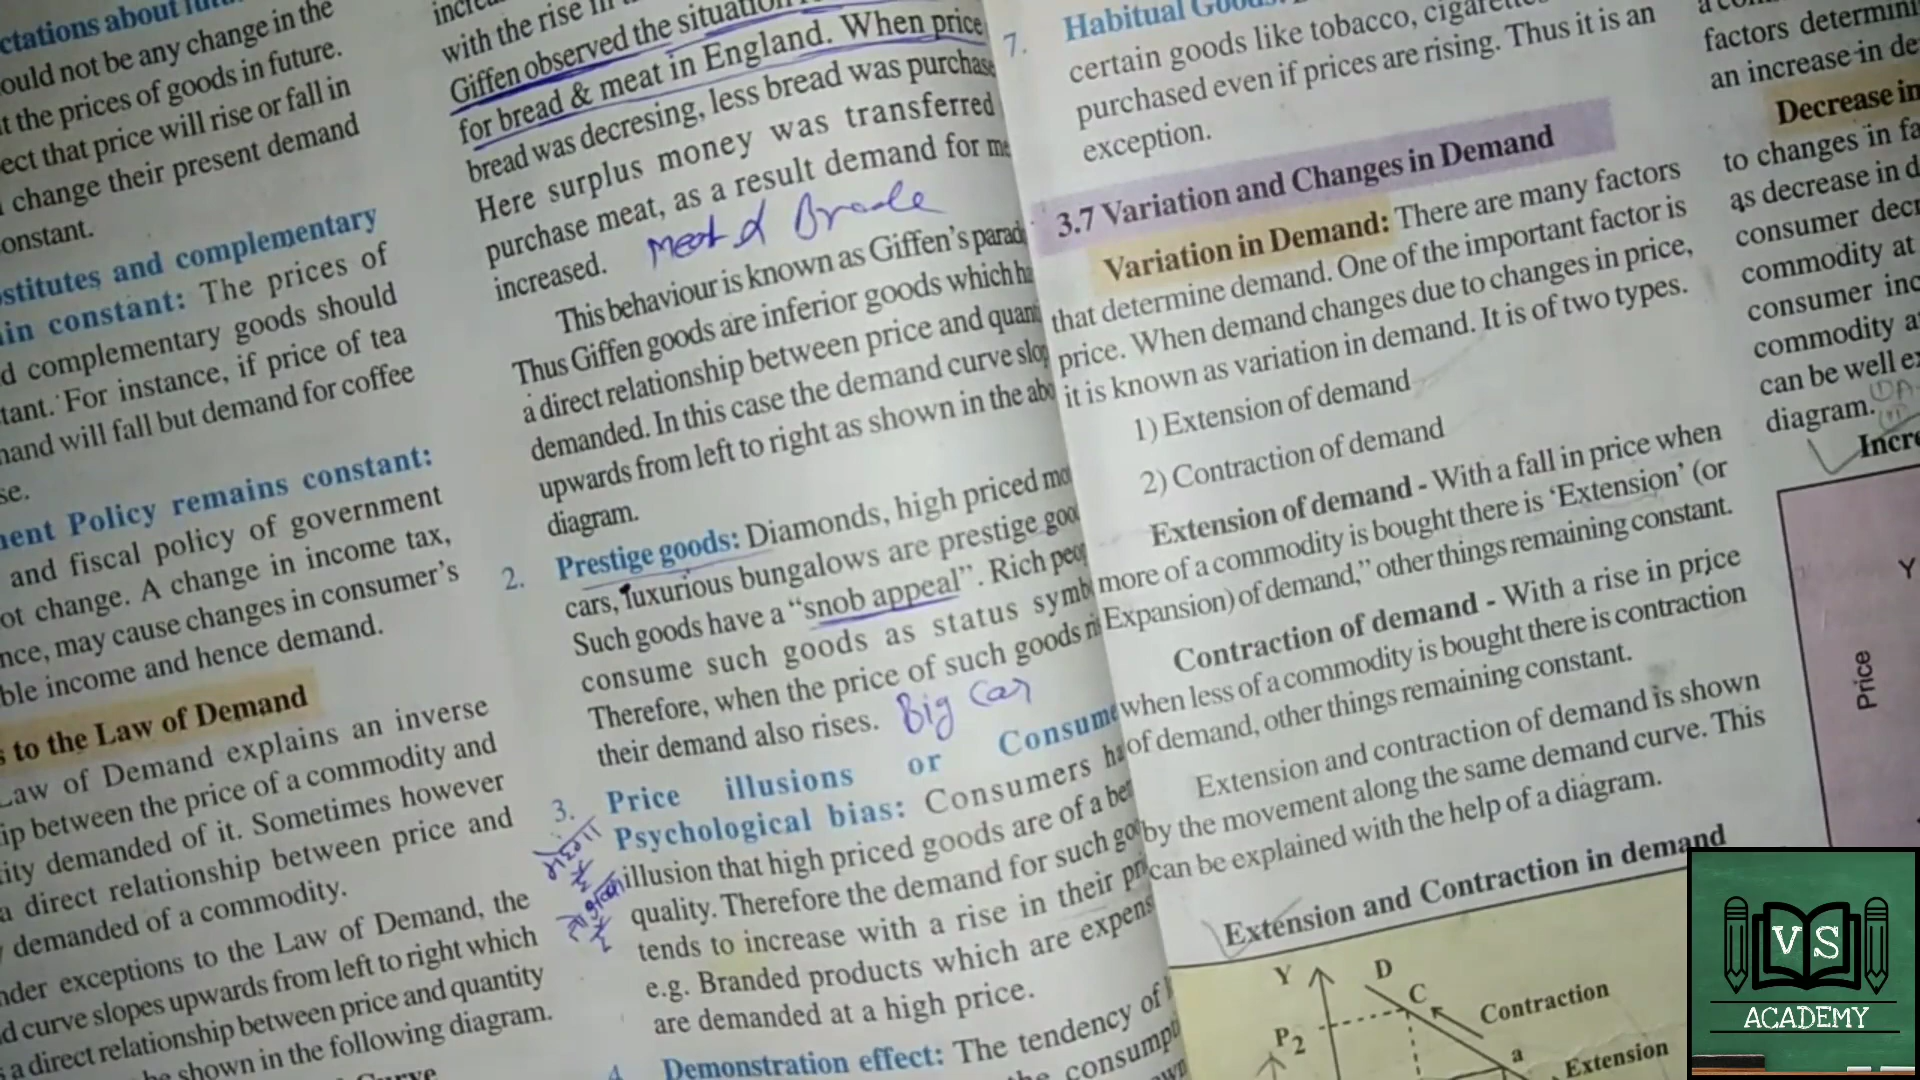 ctations about
ould not be any change in the
t the prices of goods in future.
ect that price will rise or fall in
change their present demand
onstant.
stitutes and complementary
in constant: The prices of
d complementary goods should
tant. For instance, if price of tea
nand will fall but demand for coffee
se.
nent Policy remains constant:
and fiscal policy of government
ot change. A change in income tax,
nce, may cause changes in consumer's
ble income and hence demand.
s to the Law of Demand
Law of Demand explains an inverse
ip between the price of a commodity and
tity demanded of it. Sometimes however
a direct relationship between price and
demanded of a commodity.
nder exceptions to the Law of Demand, the
d curve slopes upwards from left to right which
a direct relationship between price and quantity
be shown in the following diagram.
with the rise in
Giffen observed the situation
for bread & meat in England. When price
bread was decresing, less bread was purchase
Here surplus money was transferred
purchase meat, as a result demand for me
increased.
Meat &
This behaviour is known as Giffen's parad
Thus Giffen goods are inferior goods which ha
a direct relationship between price and quant
demanded. In this case the demand curve slop
upwards from left to right as shown in the abo
diagram.
2. Prestige goods: Diamonds, high priced mo
cars, luxurious bungalows are prestige goo
Such goods have a “snob appeal”. Rich peop
consume such goods as status symb
Therefore, when the price of such goods ris
their demand also rises.
Big Car
3. Price illusions or Consume
Psychological bias: Consumers ha
illusion that high priced goods are of a bet
quality. Therefore the demand for such goo
tends to increase with a rise in their pri
e.g. Branded products which are expens
are demanded at a high price.
4. Demonstration effect: The tendency of
consump
7. Habitual Goods:
certain goods like tobacco, cigarettes
purchased even if prices are rising. Thus it is an
exception.
3.7 Variation and Changes in Demand
Variation in Demand: There are many factors
that determine demand. One of the important factor is
price. When demand changes due to changes in price,
it is known as variation in demand. It is of two types.
1) Extension of demand
2) Contraction of demand
Extension of demand - With a fall in price when
more of a commodity is bought there is ‘Extension’ (or
Expansion) of demand,” other things remaining constant.
Contraction of demand - With a rise in price
when less of a commodity is bought there is contraction
of demand, other things remaining constant.
Extension and contraction of demand is shown
by the movement along the same demand curve. This
can be explained with the help of a diagram.
Extension and Contraction in demand
Y
D
C
Contraction
P2
a
Extension
factors determini
an increase in de
Decrease in
to changes in fa
as decrease in d
consumer decr
commodity at
consumer inc
commodity a
can be well ex
diagram.
Incre
Y
Price
VS
ACADEMY